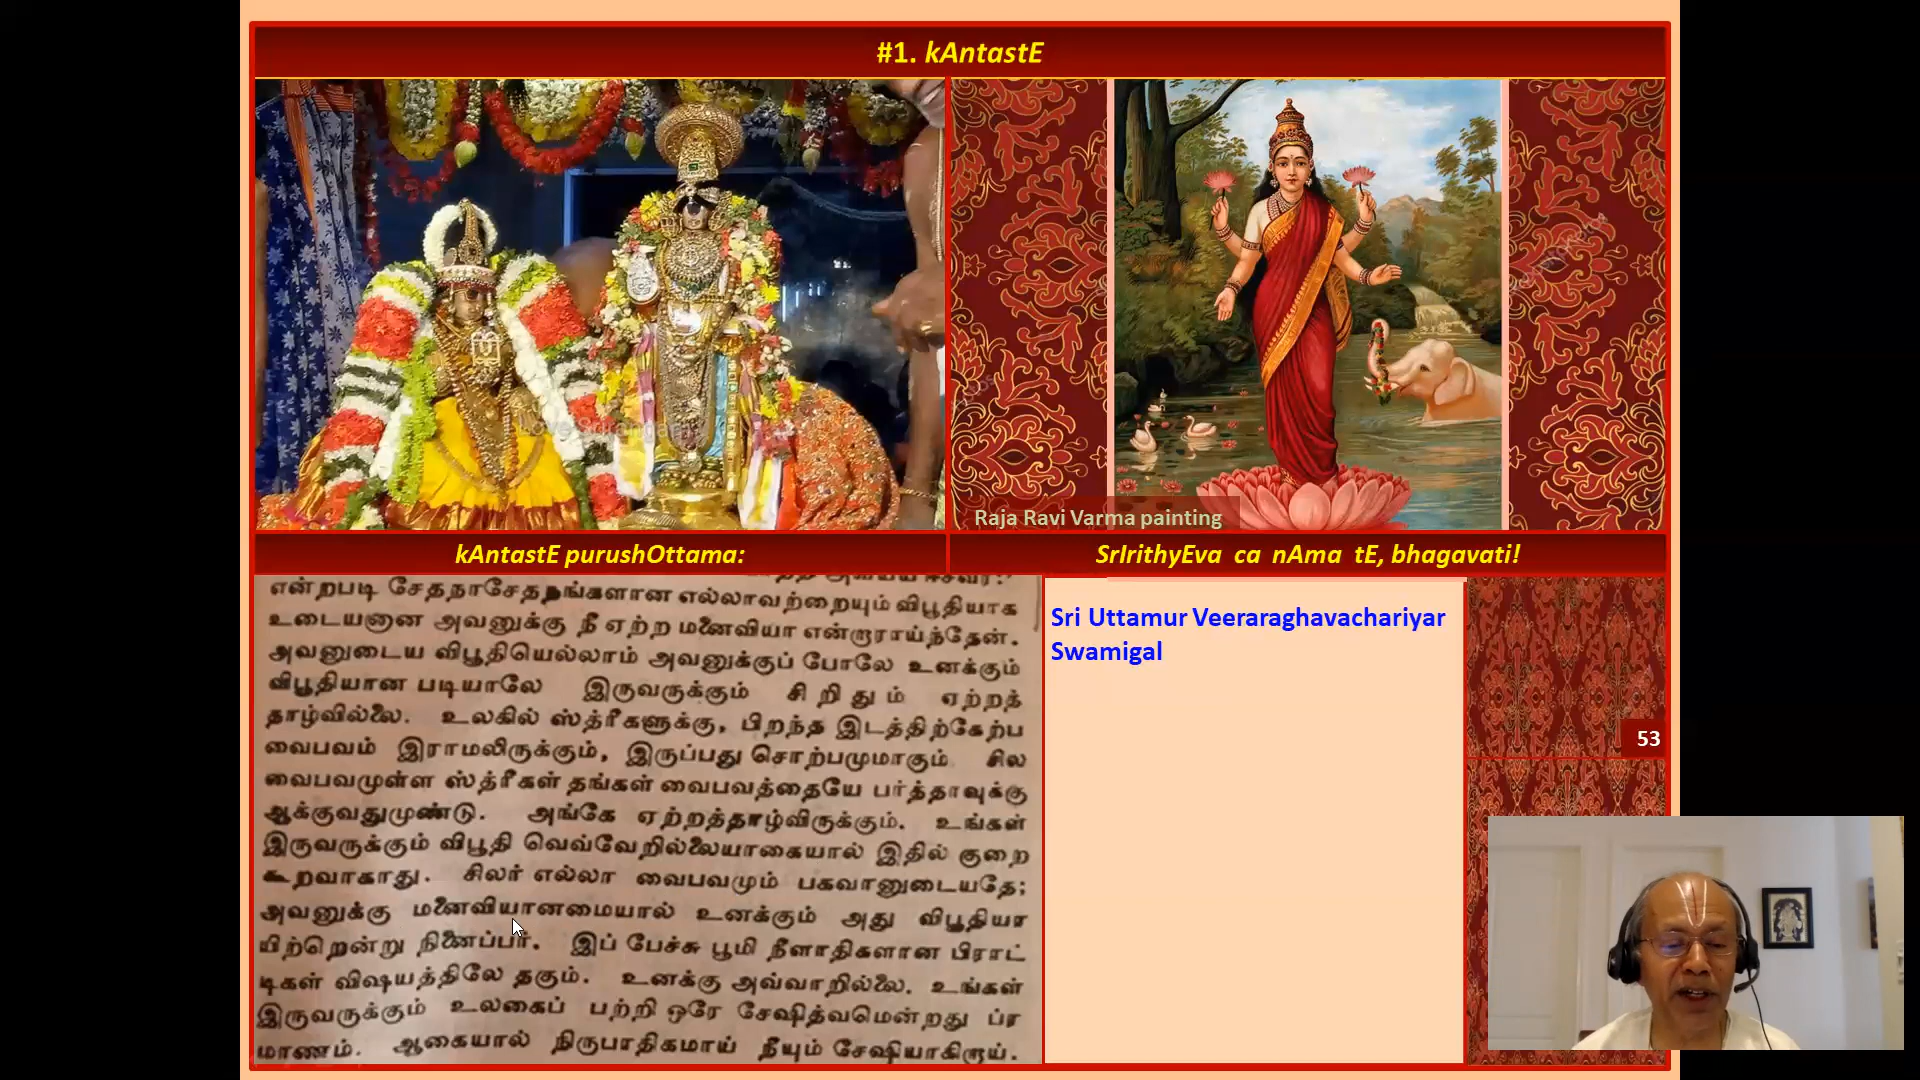 #1. kAntastE
Raja Ravi Varma painting
kAntastE purushOttama:
SrIrithyEva ca nAma tE, bhagavati!
என்றபடி சேதநாசேதநங்களான எல்லாவற்றையும் விபூதியாக
உடையனான அவனுக்கு நீ ஏற்ற மனைவியா என்றாராய்ந்தேன்.
அவனுடைய விபூதியெல்லாம் அவனுக்குப் போலே உனக்கும்
விபூதியான படியாலே இருவருக்கும் சிறிதும் ஏற்றத்
தாழ்வில்லை. உலகில் ஸ்த்ரீகளுக்கு, பிறந்த இடத்திற்கேற்ப
வைபவம் இராமலிருக்கும், இருப்பது சொற்பமுமாகும். சில
வைபவமுள்ள ஸ்த்ரீகள் தங்கள் வைபவத்தையே பர்த்தாவுக்கு
ஆக்குவதுமுண்டு. அங்கே ஏற்றத்தாழ்விருக்கும். உங்கள்
இருவருக்கும் விபூதி வெவ்வேறில்லையாகையால் இதில் குறை
கூறவாகாது. சிலர் எல்லா வைபவமும் பகவானுடையதே;
அவனுக்கு மனைவியானமையால் உனக்கும் அது விபூதியா
யிற்றென்று நினைப்பர். இப் பேச்சு பூமி நீளாதிகளான பிராட்
டிகள் விஷயத்திலே தகும். உனக்கு அவ்வாறில்லை. உங்கள்
இருவருக்கும் உலகைப் பற்றி ஒரே சேஷித்வமென்றது ப்ர
மாணம். ஆகையால் நிருபாதிகமாய் நீயும் சேஷியாகிறாய்.
Sri Uttamur Veeraraghavachariyar
Swamigal
53